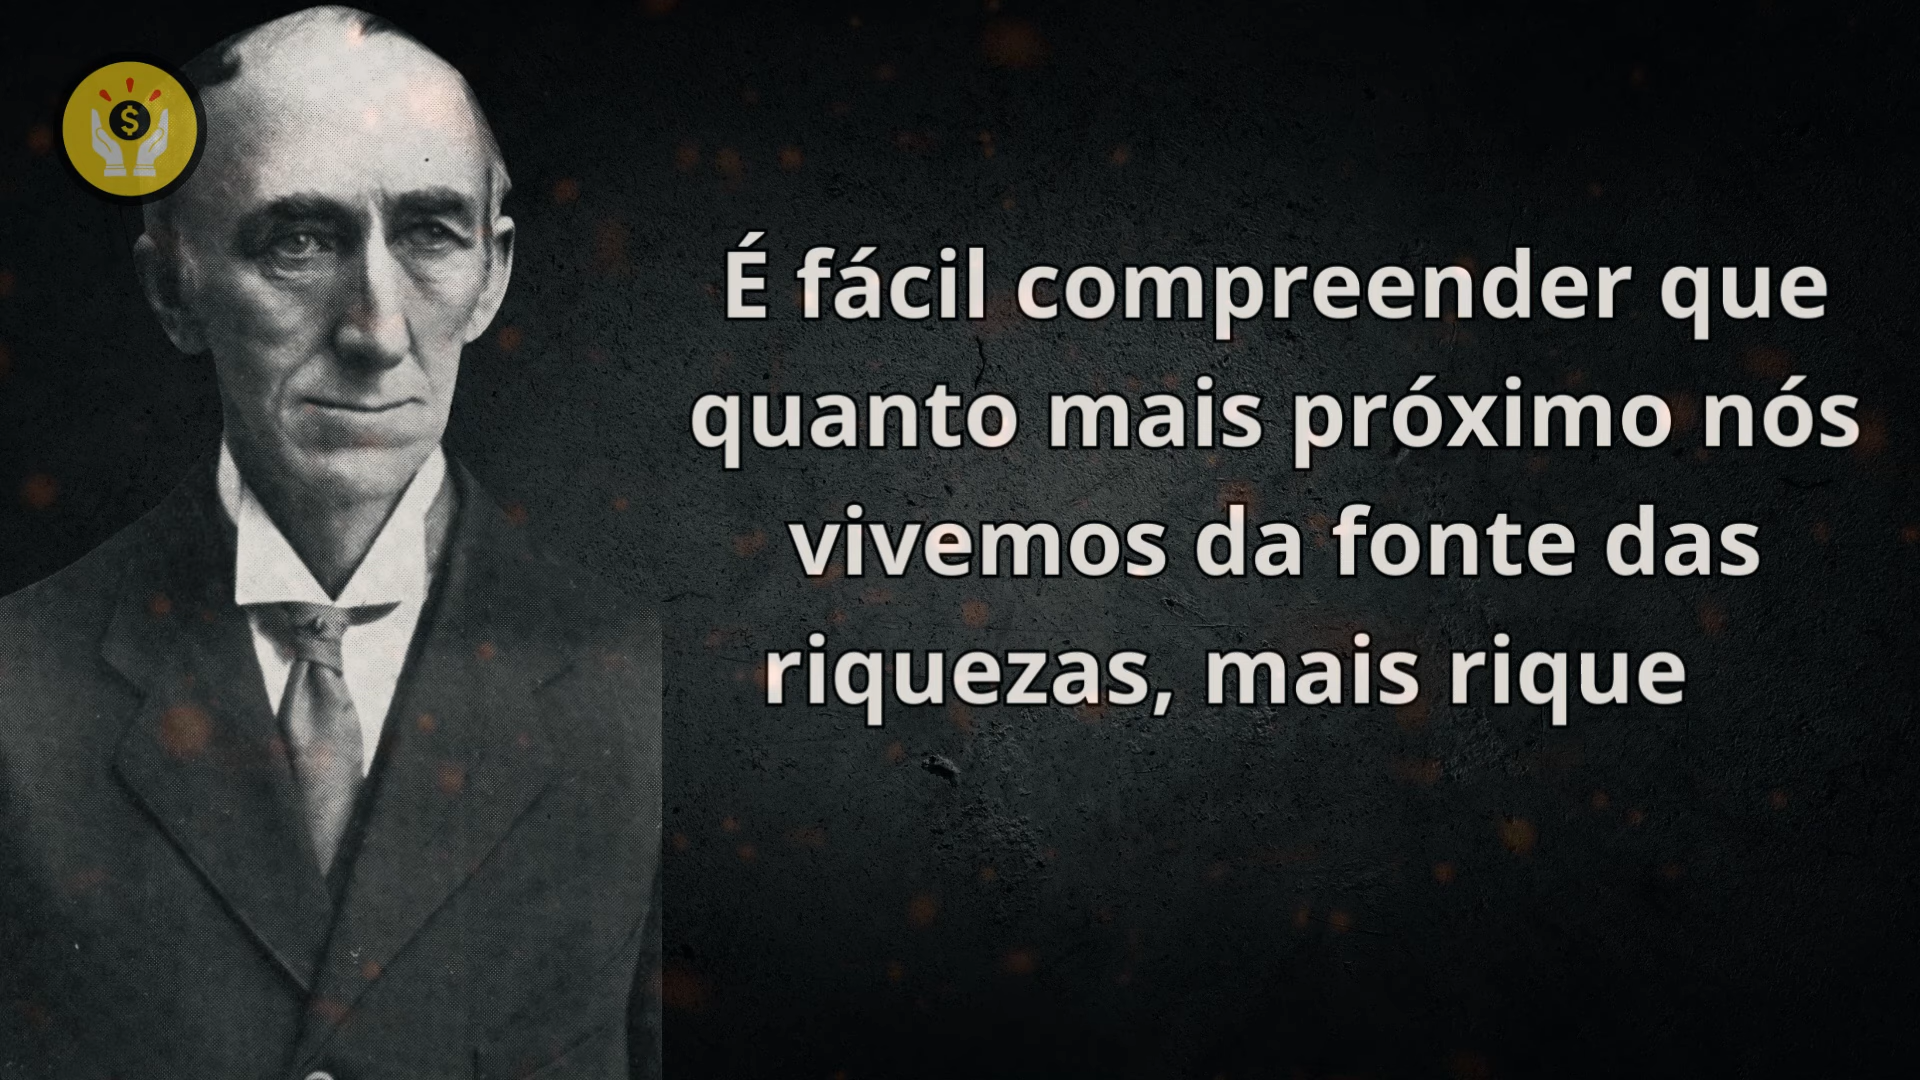 $
É fácil compreender que
quanto mais próximo nós
vivemos da fonte das
riquezas, mais rique